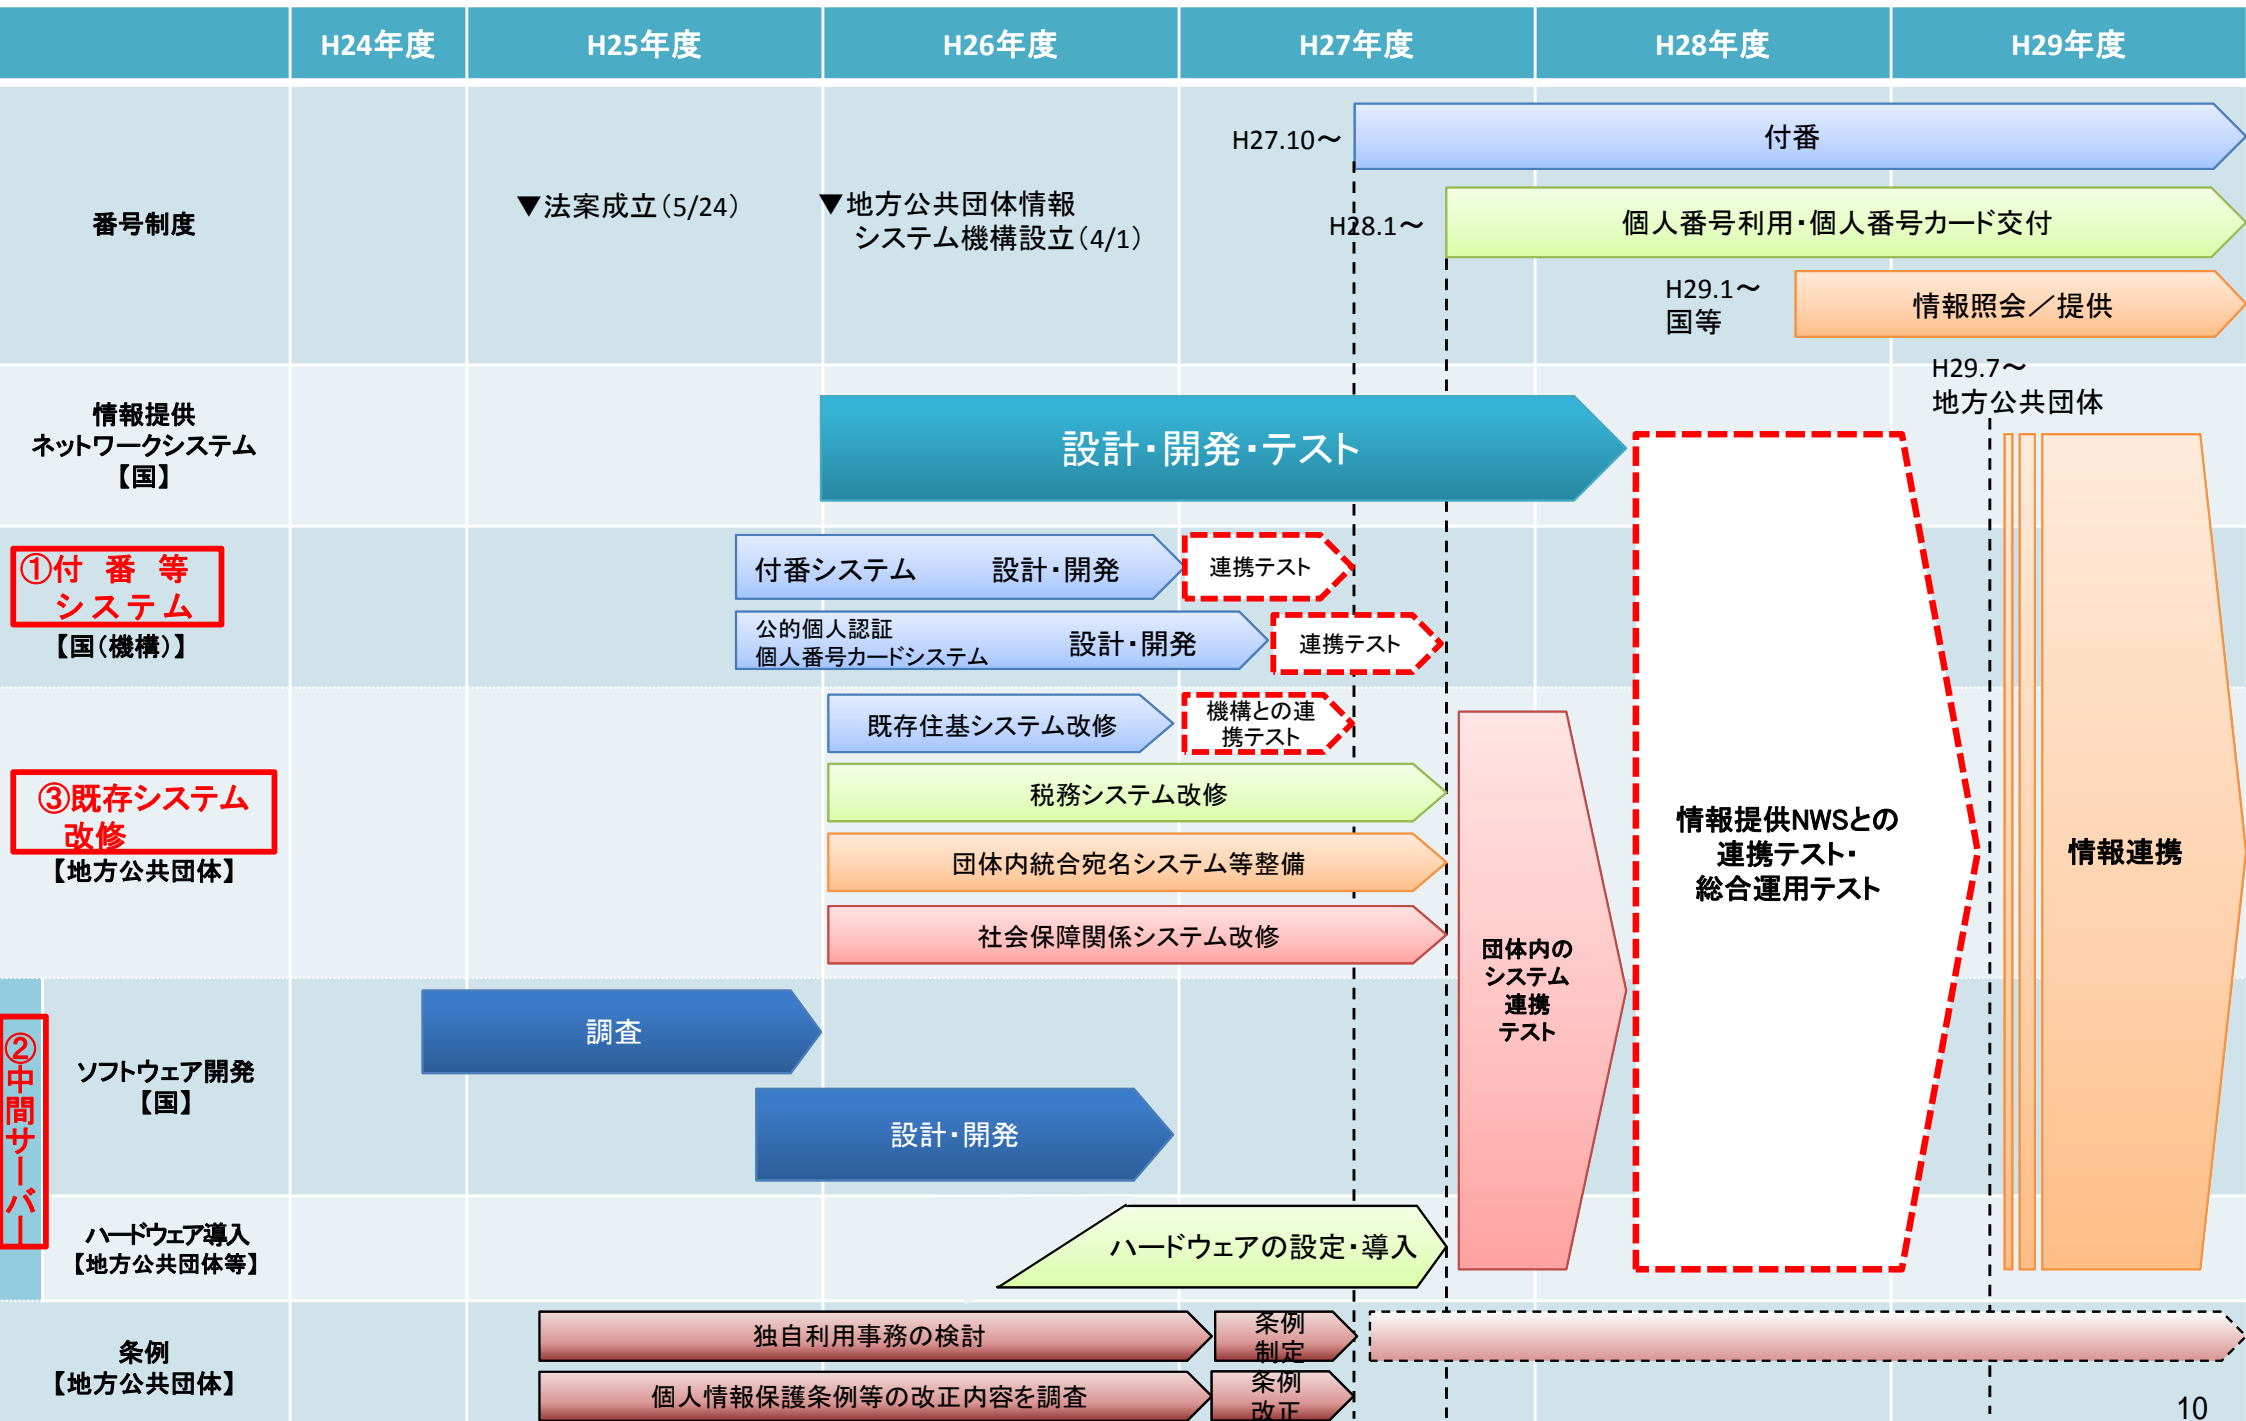 H24年度
H25年度
H26年度
H27年度
H28年度
H29年度
番号制度
▼法案成立(5/24)
▼地方公共団体情報
システム機構設立(4/1)
H27.10～
付番
H28.1～
個人番号利用・個人番号カード交付
H29.1～
国等
情報照会／提供
H29.7～
地方公共団体
情報提供
ネットワークシステム
【国】
設計・開発・テスト
①付 番 等
システム
【国(機構)】
付番システム 設計・開発
連携テスト
公的個人認証
個人番号カードシステム
設計・開発
連携テスト
③既存システム
改修
【地方公共団体】
既存住基システム改修
機構との連
携テスト
税務システム改修
団体内統合宛名システム等整備
社会保障関係システム改修
団体内の
システム
連携
テスト
情報提供NWSとの
連携テスト・
総合運用テスト
情報連携
②中間サーバー
ソフトウェア開発
【国】
調査
設計・開発
ハードウェア導入
【地方公共団体等】
ハードウェアの設定・導入
条例
【地方公共団体】
独自利用事務の検討
条例
制定
個人情報保護条例等の改正内容を調査
条例
改正
10